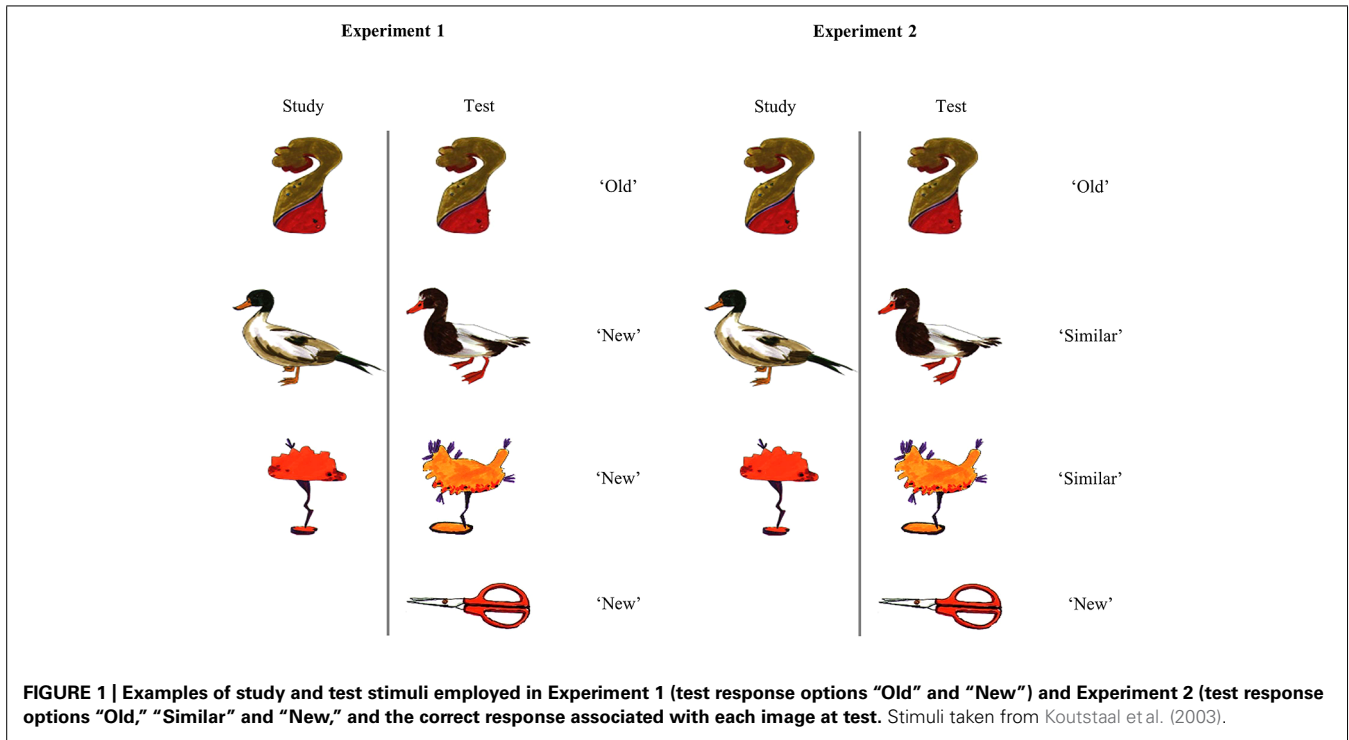 Experiment 1
Experiment 2
Study
Test
Study
Test
‘Old’
‘Old’
‘New’
‘Similar’
‘New’
‘Similar’
‘New’
‘New’
FIGURE 1 | Examples of study and test stimuli employed in Experiment 1 (test response options “Old” and “New”) and Experiment 2 (test response
options “Old,” “Similar” and “New,” and the correct response associated with each image at test. Stimuli taken from Koutstaal et al. (2003).